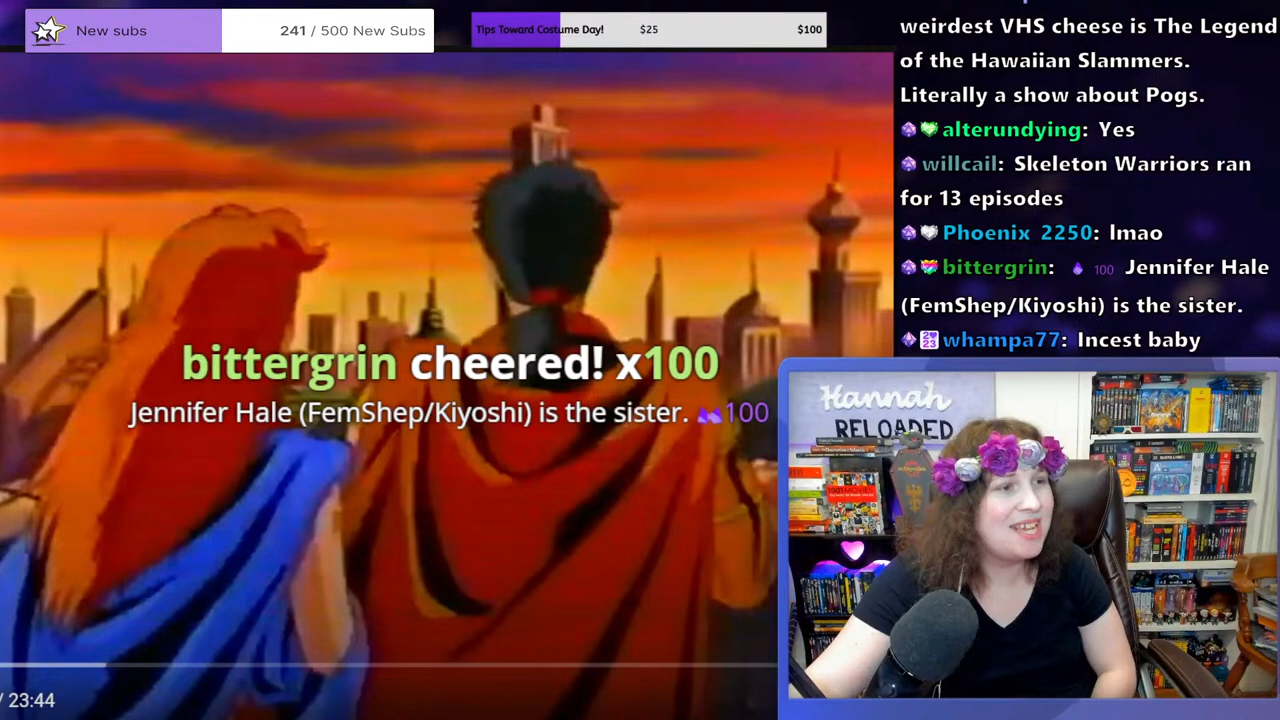 New subs
241 / 500 New Subs
Tips Toward Costume Day!
$25
$100
weirdest VHS cheese is The Legend
of the Hawaiian Slammers.
Literally a show about Pogs.
alterundying: Yes
willcail: Skeleton Warriors ran
for 13 episodes
Phoenix 2250: lmao
bittergrin: 100 Jennifer Hale
(FemShep/Kiyoshi) is the sister.
whampa77: Incest baby
bittergrin cheered! x100
Jennifer Hale (FemShep/Kiyoshi) is the sister. 100
Hannah
RELOADED
/ 23:44